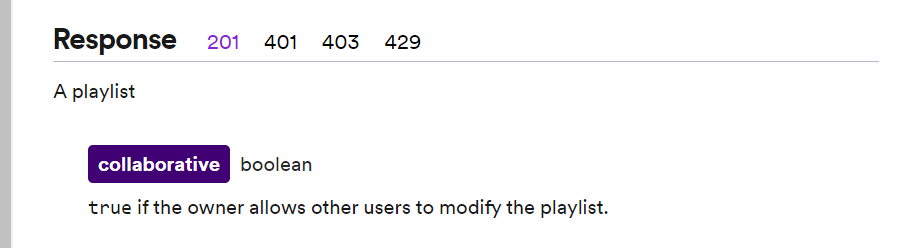 Response 201 401 403 429
A playlist
collaborative boolean
true if the owner allows other users to modify the playlist.